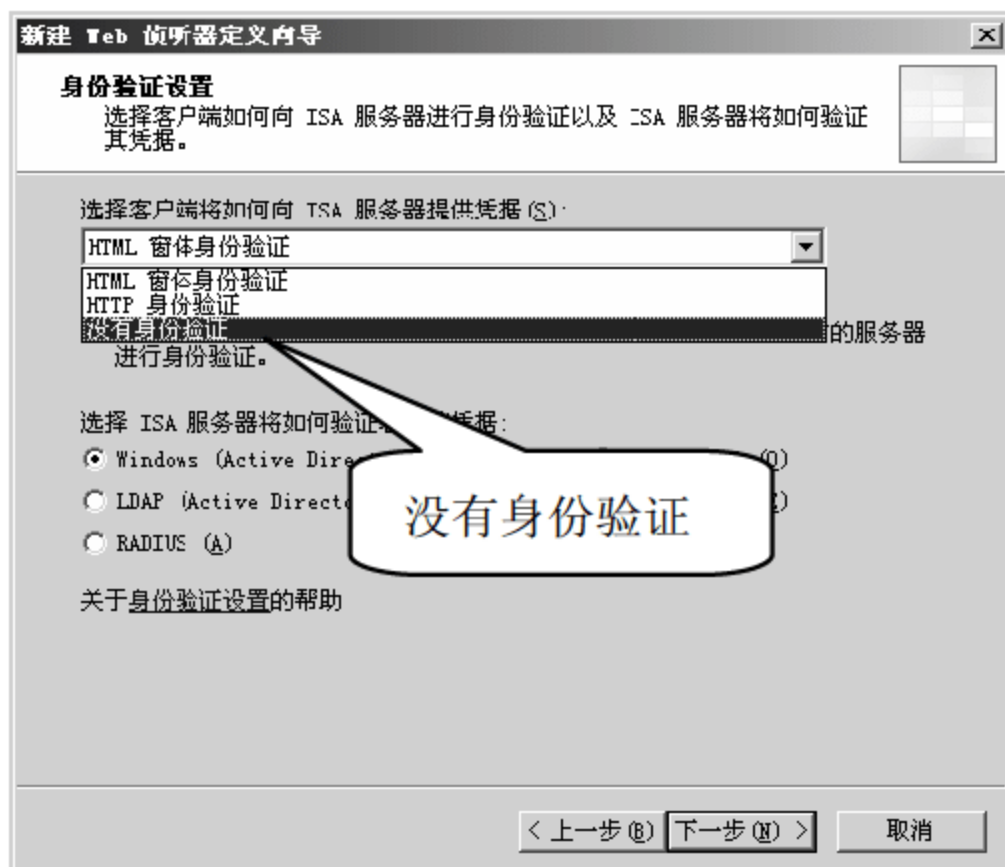 新建 Web 侦听器定义向导
身份验证设置
选择客户端如何向 ISA 服务器进行身份验证以及 ISA 服务器将如何验证
其凭据。
选择客户端将如何向 ISA 服务器提供凭据(S):
HTML 窗体身份验证
HTML 窗体身份验证
HTTP 身份验证
没有身份验证
的服务器
进行身份验证。
选择 ISA 服务器将如何验证 凭据:
Windows (Active (O)
LDAP (Active
RADIUS (A)
没有身份验证
关于身份验证设置的帮助
< 上一步(B) 下一步(N) > 取消